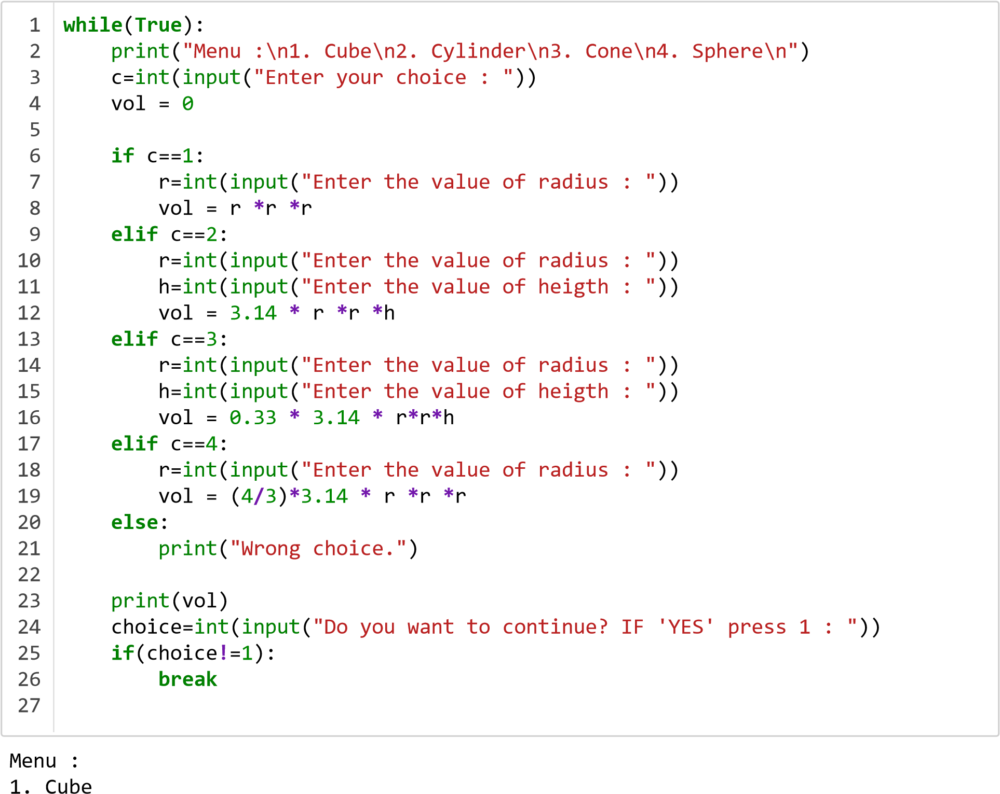 1 while(True):
2     print("Menu :\n1. Cube\n2. Cylinder\n3. Cone\n4. Sphere\n")
3     c=int(input("Enter your choice : "))
4     vol = 0
5
6     if c==1:
7         r=int(input("Enter the value of radius : "))
8         vol = r *r *r
9     elif c==2:
10         r=int(input("Enter the value of radius : "))
11         h=int(input("Enter the value of heigth : "))
12         vol = 3.14 * r *r *h
13     elif c==3:
14         r=int(input("Enter the value of radius : "))
15         h=int(input("Enter the value of heigth : "))
16         vol = 0.33 * 3.14 * r*r*h
17     elif c==4:
18         r=int(input("Enter the value of radius : "))
19         vol = (4/3)*3.14 * r *r *r
20     else:
21         print("Wrong choice.")
22
23     print(vol)
24     choice=int(input("Do you want to continue? IF 'YES' press 1 : "))
25     if(choice!=1):
26         break
27
Menu :
1. Cube